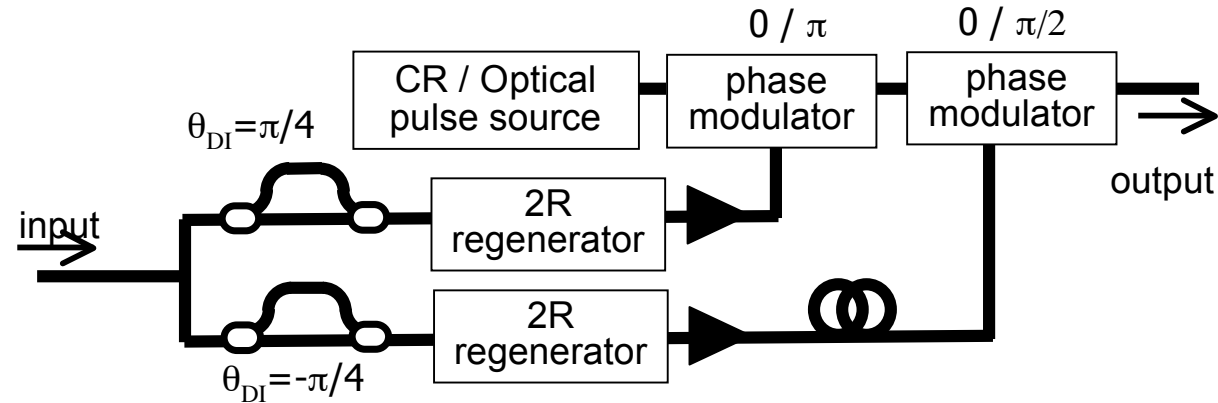 0 / π
0 / π/2
CR / Optical
pulse source
phase
modulator
phase
modulator
θDI=π/4
output
input
2R
regenerator
2R
regenerator
θDI=-π/4